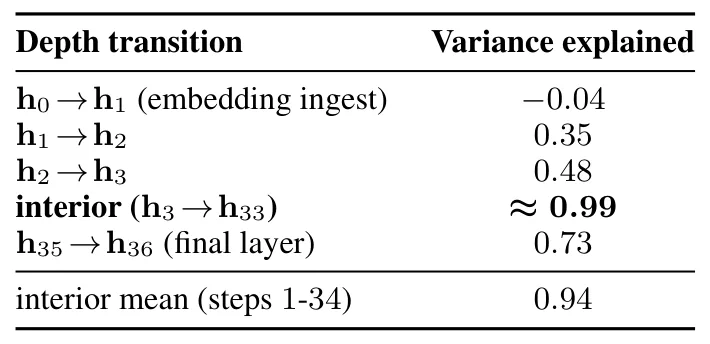 Depth transition Variance explained
h₀→h₁ (embedding ingest) −0.04
h₁→h₂ 0.35
h₂→h₃ 0.48
interior (h₃→h₃₃) ≈ 0.99
h₃₅→h₃₆ (final layer) 0.73
interior mean (steps 1-34) 0.94